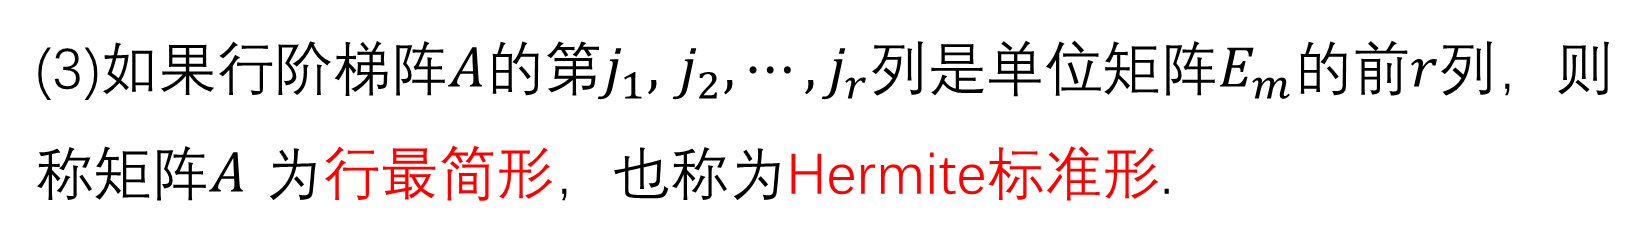 (3)如果行阶梯阵A的第j₁, j₂,⋯,jᵣ列是单位矩阵Eₘ的前r列，则
称矩阵A 为行最简形，也称为Hermite标准形.